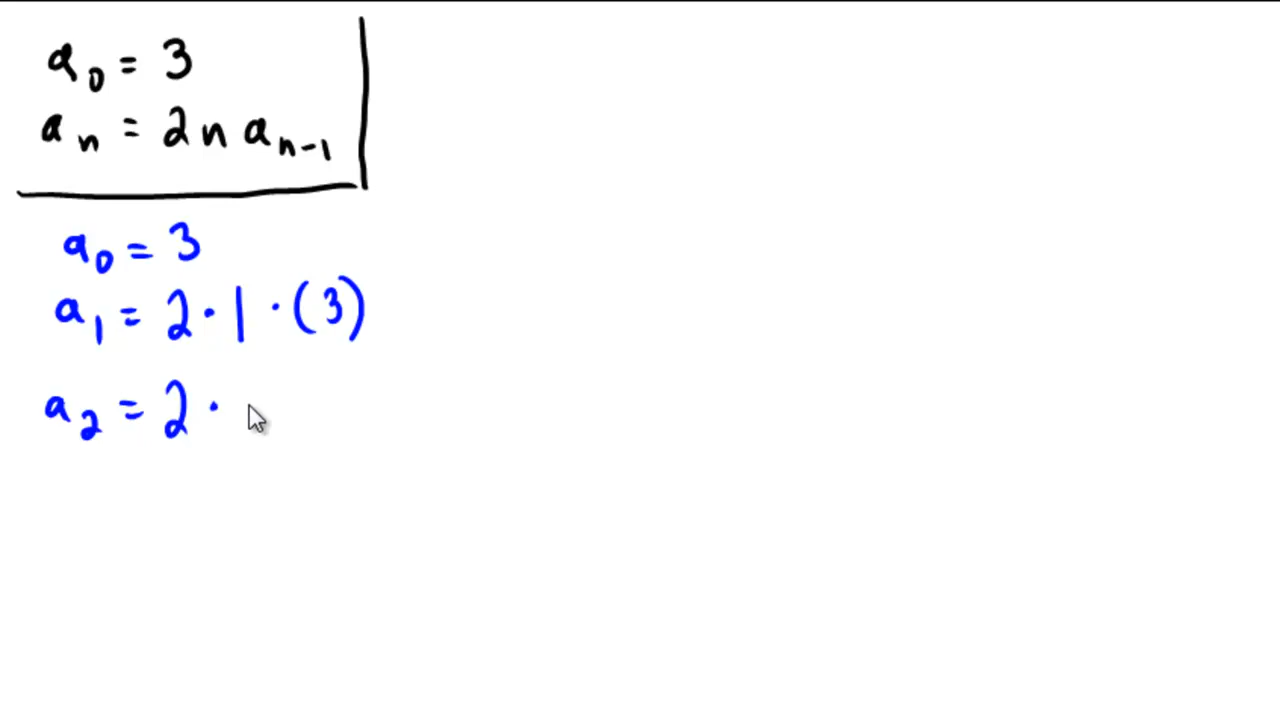 a₀ = 3
aₙ = 2n aₙ₋₁
a₀ = 3
a₁ = 2 · 1 · (3)
a₂ = 2 ·